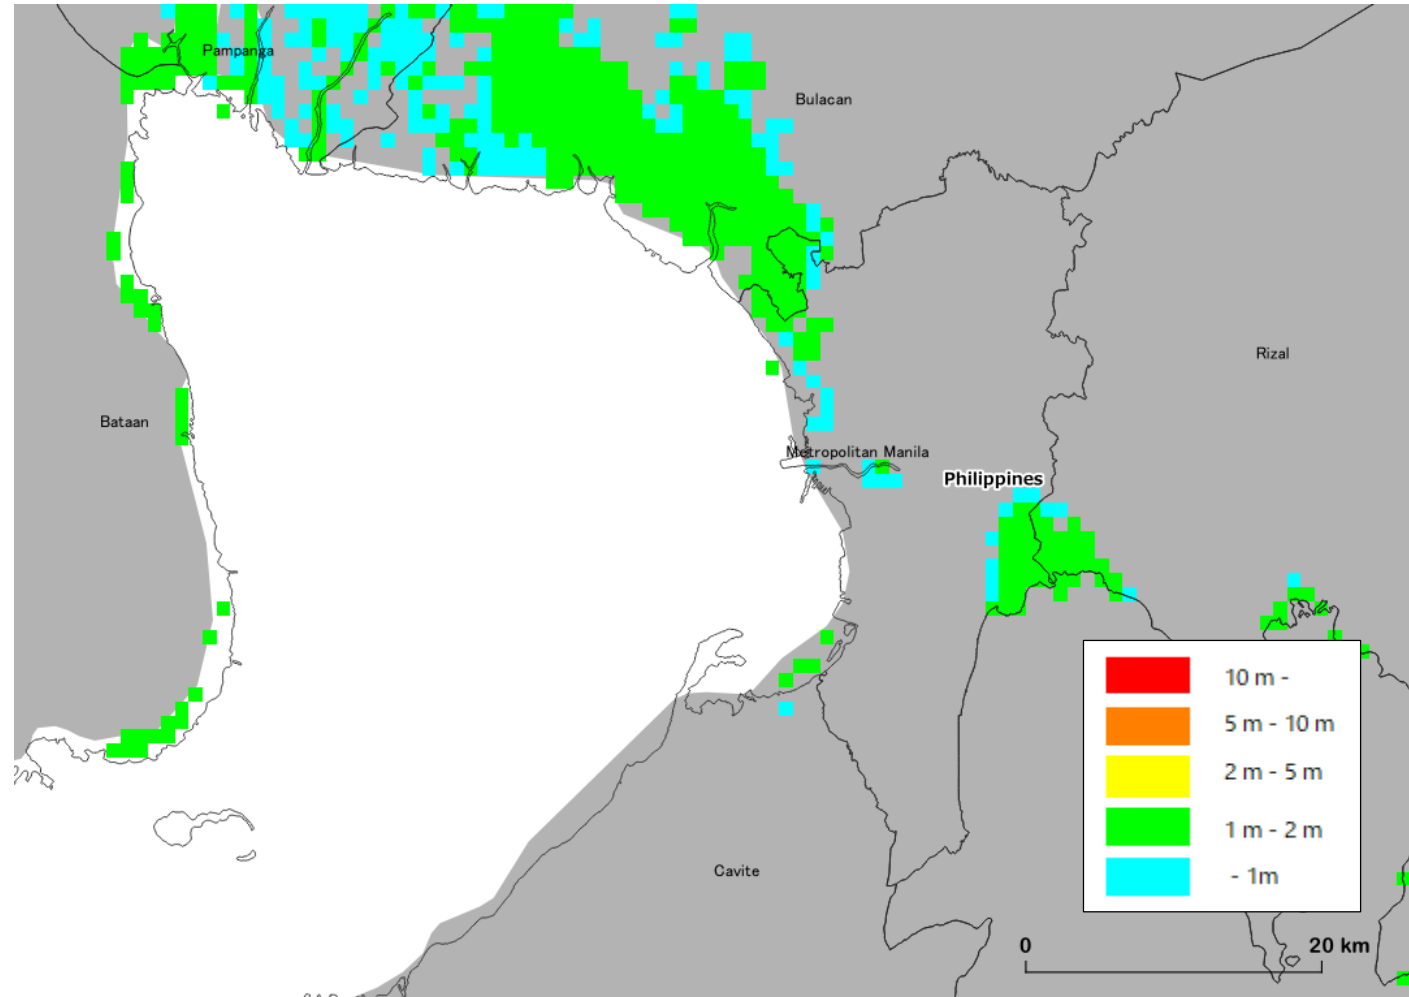 Pampanga
Bulacan
Rizal
Bataan
Metropolitan Manila
Philippines
10 m -
5 m - 10 m
2 m - 5 m
1 m - 2 m
- 1m
Cavite
0 20 km